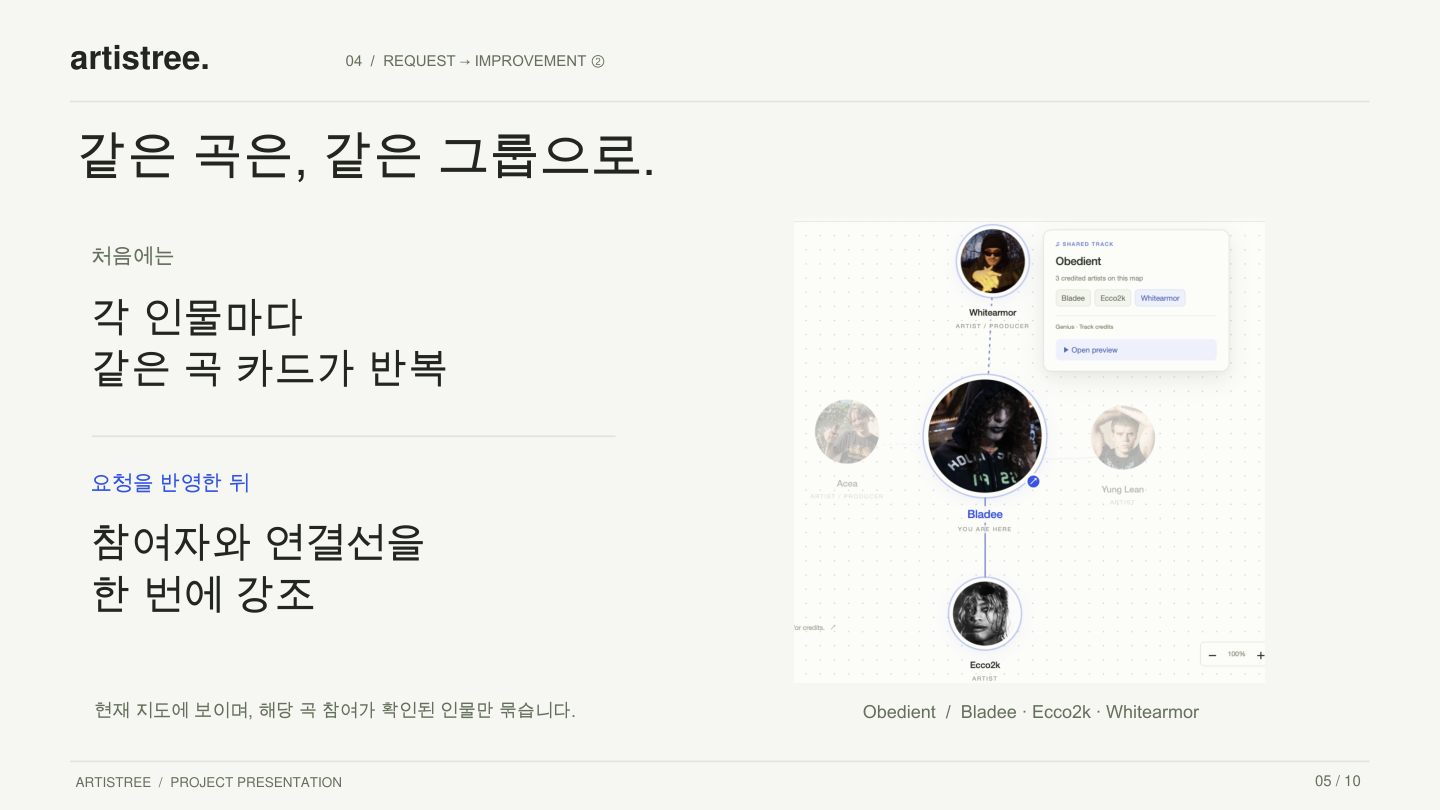 artistree.
04 / REQUEST → IMPROVEMENT ②
같은 곡은, 같은 그룹으로.
처음에는
각 인물마다
같은 곡 카드가 반복
요청을 반영한 뒤
참여자와 연결선을
한 번에 강조
현재 지도에 보이며, 해당 곡 참여가 확인된 인물만 묶습니다.
Whitearmor
ARTIST / PRODUCER
♫ SHARED TRACK
Obedient
3 credited artists on this map
Bladee Ecco2k Whitearmor
Genius · Track credits
▶ Open preview
Acea
ARTIST / PRODUCER
Yung Lean
ARTIST
Bladee
YOU ARE HERE
for credits. ↗
Ecco2k
ARTIST
− 100% +
Obedient / Bladee · Ecco2k · Whitearmor
ARTISTREE / PROJECT PRESENTATION
05 / 10